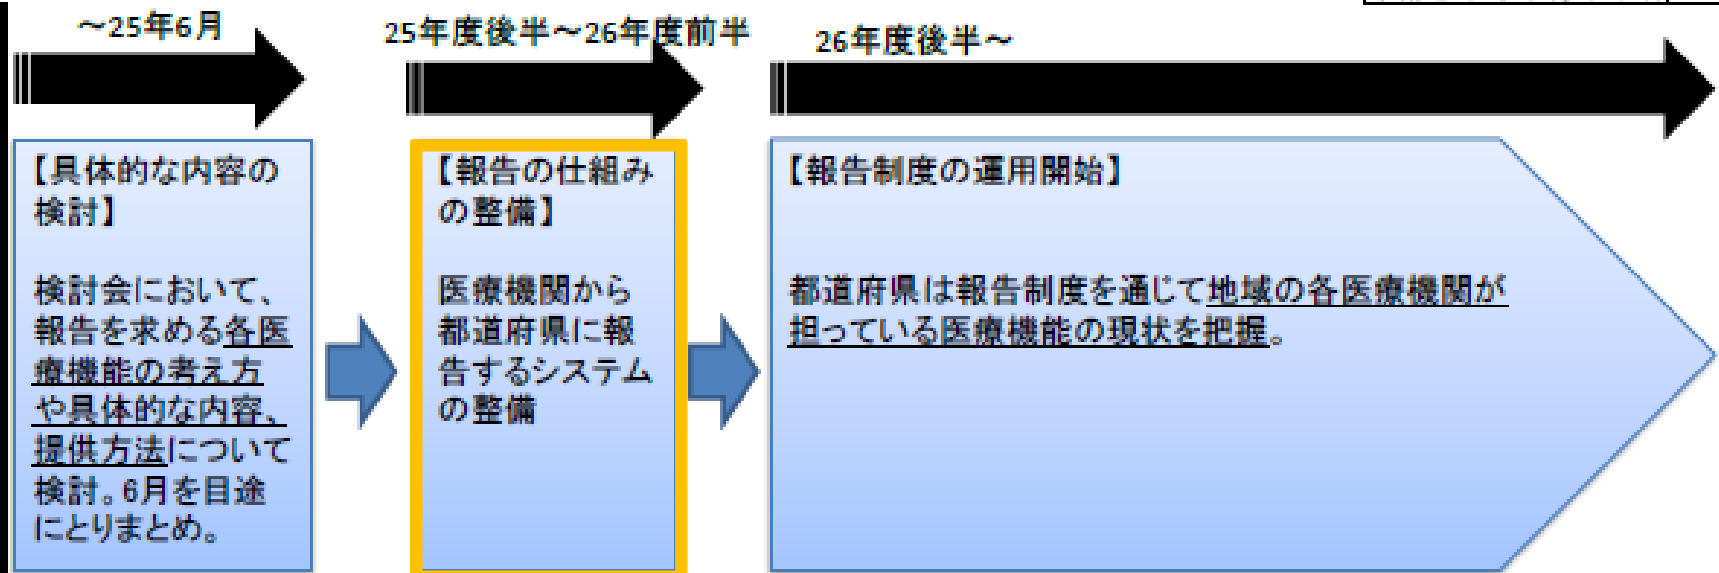 ～25年6月
25年度後半～26年度前半
26年度後半～
【具体的な内容の
検討】
検討会において、
報告を求める各医
療機能の考え方
や具体的な内容、
提供方法について
検討。6月を目途
にとりまとめ。
【報告の仕組み
の整備】
医療機関から
都道府県に報
告するシステム
の整備
【報告制度の運用開始】
都道府県は報告制度を通じて地域の各医療機関が
担っている医療機能の現状を把握。